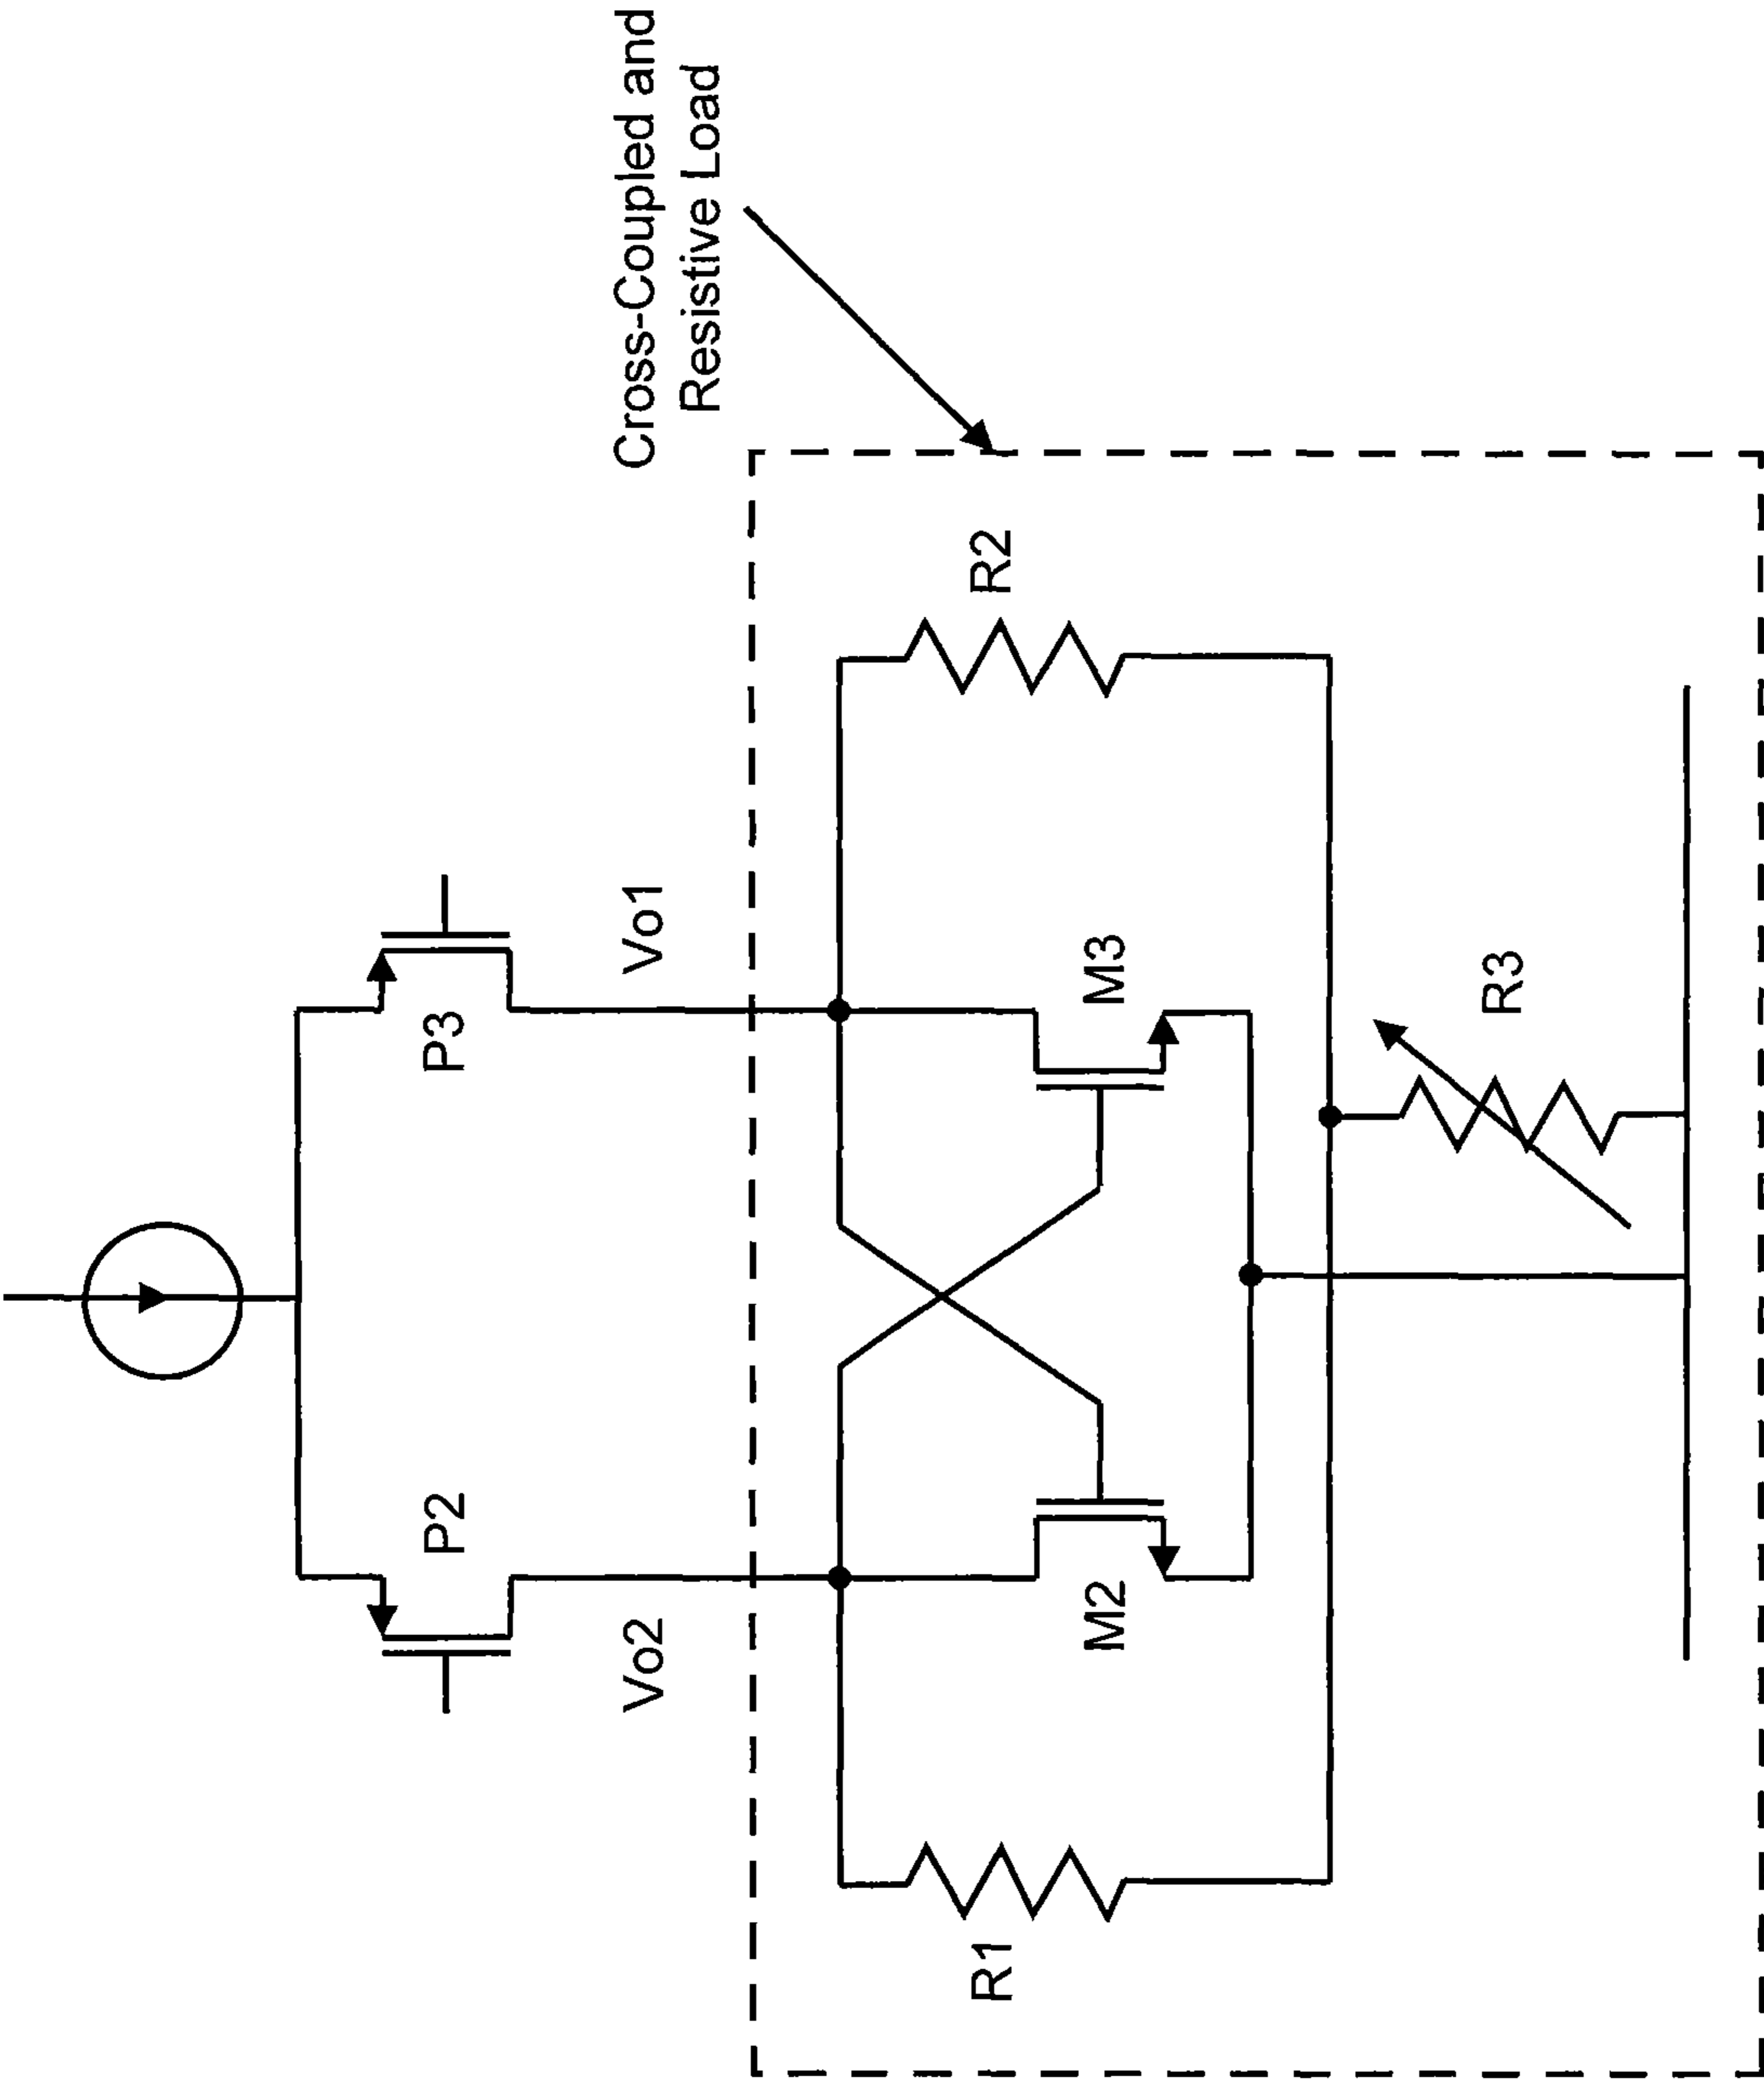 Cross-Coupled and
Resistive Load
P2
P3
Vo2
Vo1
R1
M2
M3
R2
R3